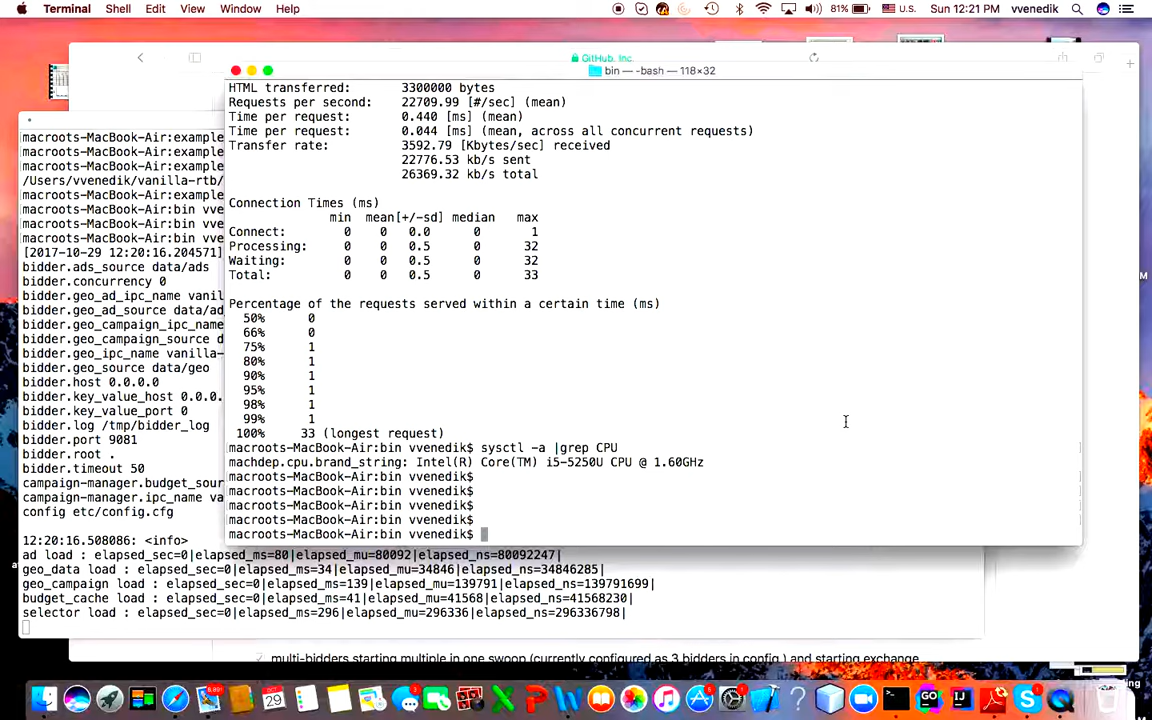 Terminal Shell Edit View Window Help 81% U.S. Sun 12:21 PM vvenedik
GitHub, Inc.
bin — -bash — 118×32
HTML transferred: 3300000 bytes
Requests per second: 22709.99 [#/sec] (mean)
Time per request: 0.440 [ms] (mean)
Time per request: 0.044 [ms] (mean, across all concurrent requests)
Transfer rate: 3592.79 [Kbytes/sec] received
22776.53 kb/s sent
26369.32 kb/s total
Connection Times (ms)
min mean[+/-sd] median max
Connect: 0 0 0.0 0 1
Processing: 0 0 0.5 0 32
Waiting: 0 0 0.5 0 32
Total: 0 0 0.5 0 33
Percentage of the requests served within a certain time (ms)
50% 0
66% 0
75% 1
80% 1
90% 1
95% 1
98% 1
99% 1
100% 33 (longest request)
macroots-MacBook-Air:bin vvenedik$ sysctl -a |grep CPU
machdep.cpu.brand_string: Intel(R) Core(TM) i5-5250U CPU @ 1.60GHz
macroots-MacBook-Air:bin vvenedik$
macroots-MacBook-Air:bin vvenedik$
macroots-MacBook-Air:bin vvenedik$
macroots-MacBook-Air:bin vvenedik$
macroots-MacBook-Air:bin vvenedik$
macroots-MacBook-Air:example
macroots-MacBook-Air:example
macroots-MacBook-Air:example
/Users/vvenedik/vanilla-rtb/
macroots-MacBook-Air:example
macroots-MacBook-Air:bin vve
macroots-MacBook-Air:bin vve
macroots-MacBook-Air:bin vve
[2017-10-29 12:20:16.204571]
bidder.ads_source data/ads
bidder.concurrency 0
bidder.geo_ad_ipc_name vanil
bidder.geo_ad_source data/ad
bidder.geo_campaign_ipc_name
bidder.geo_campaign_source d
bidder.geo_ipc_name vanilla-
bidder.geo_source data/geo
bidder.host 0.0.0.0
bidder.key_value_host 0.0.0.
bidder.key_value_port 0
bidder.log /tmp/bidder_log
bidder.port 9081
bidder.root .
bidder.timeout 50
campaign-manager.budget_sour
campaign-manager.ipc_name va
config etc/config.cfg
12:20:16.508086: <info>
ad load : elapsed_sec=0|elapsed_ms=80|elapsed_mu=80092|elapsed_ns=80092247|
geo_data load : elapsed_sec=0|elapsed_ms=34|elapsed_mu=34846|elapsed_ns=34846285|
geo_campaign load : elapsed_sec=0|elapsed_ms=139|elapsed_mu=139791|elapsed_ns=139791699|
budget_cache load : elapsed_sec=0|elapsed_ms=41|elapsed_mu=41568|elapsed_ns=41568230|
selector load : elapsed_sec=0|elapsed_ms=296|elapsed_mu=296336|elapsed_ns=296336798|
multi-bidders starting multiple in one swoop (currently configured as 3 bidders in config ) and starting exchange